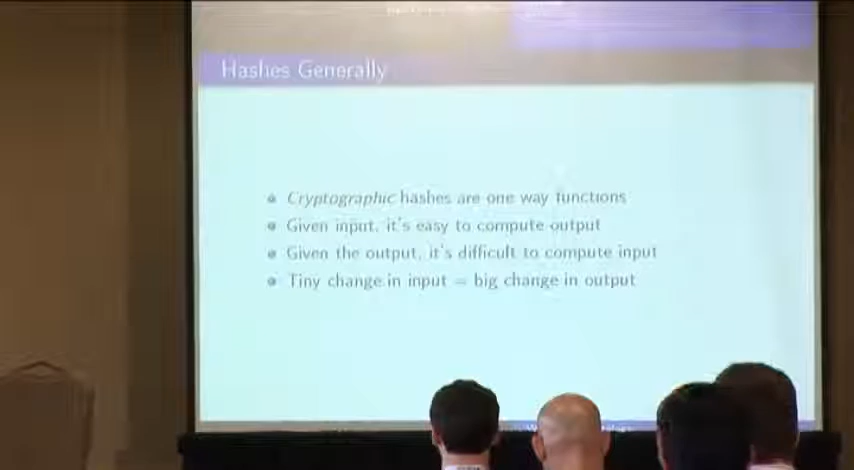 Hashes Generally
Cryptographic hashes are one way functions
Given input, it's easy to compute output
Given the output, it's difficult to compute input
Tiny change in input = big change in output